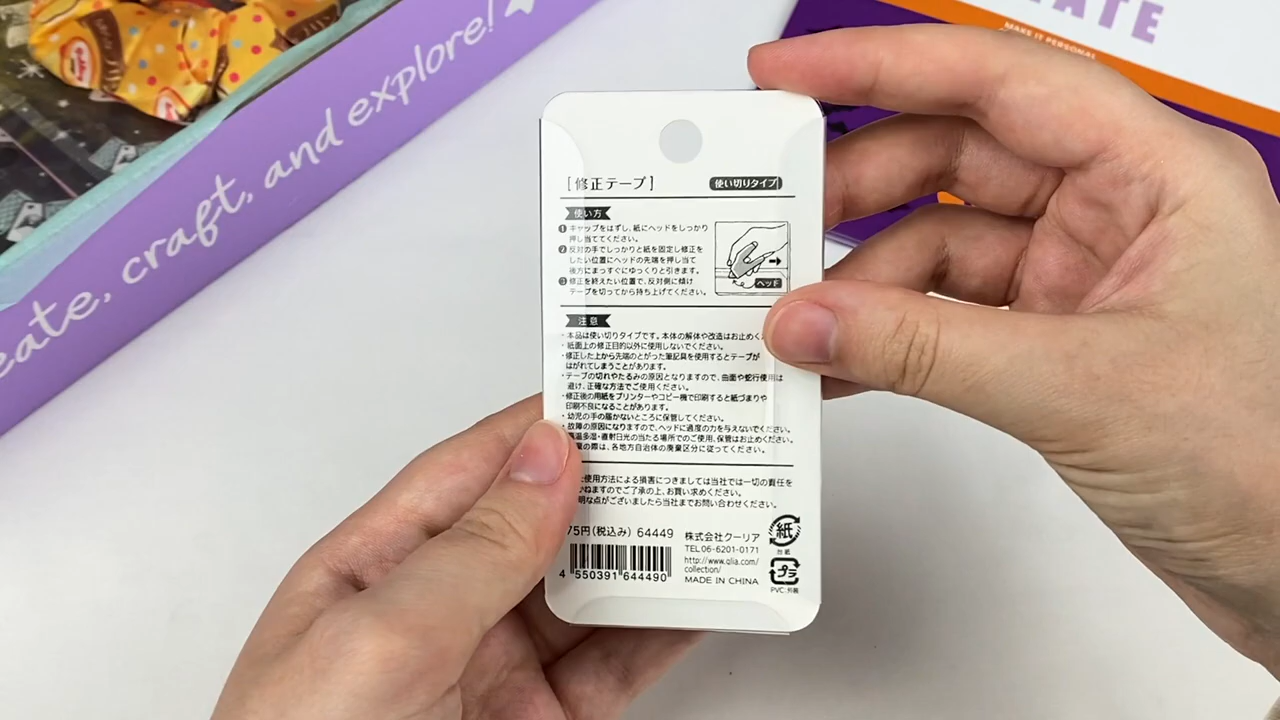 eate, craft, and explore!
ATE
MAKE IT PERSONAL
[修正テープ]
使い切りタイプ
使い方
❶キャップをはずし、紙にヘッドをしっかり
押し当ててください。
❷反対の手でしっかりと紙を固定し修正を
したい位置にヘッドの先端を押し当て
後方にまっすぐにゆっくりと引きます。
❸修正を終えたい位置で、反対側に傾け
テープを切ってから持ち上げてください。
ヘッド
注意
・本品は使い切りタイプです。本体の解体や改造はお止めく
・紙面上の修正目的以外に使用しないでください。
・修正した上から先端のとがった筆記具を使用するとテープが
はがれてしまうことがあります。
・テープの切れやたるみの原因となりますので、曲面や蛇行使用は
避け、正確な方法でご使用ください。
・修正後の用紙をプリンターやコピー機で印刷すると紙づまりや
印刷不良になることがあります。
・幼児の手の届かないところに保管してください。
・故障の原因になりますので、ヘッドに過度の力を与えないでください。
高温多湿・直射日光の当たる場所でのご使用、保管はお止めください。
の際は、各地方自治体の廃棄区分に従ってください。
た使用方法による損害につきましては当社では一切の責任を
かねますのでご了承の上、お買い求めください。
明な点がございましたら当社までお問い合わせください。
75円(税込み) 64449
株式会社クーリア
TEL06-6201-0171
http://www.qlia.com/
collection/
MADE IN CHINA
4 550391 644490
紙
台紙
プラ
PVC:外装